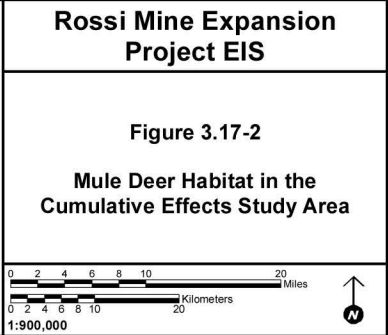 Rossi Mine Expansion
Project EIS
Figure 3.17-2
Mule Deer Habitat in the
Cumulative Effects Study Area
0 2 4 6 8 10 20
Miles
Kilometers
0 2 4 6 8 10 20
1:900,000
N